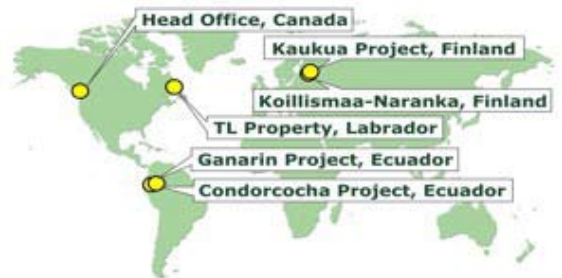 Head Office, Canada
Kaukua Project, Finland
Koillismaa-Naranka, Finland
TL Property, Labrador
Ganarin Project, Ecuador
Condorcocha Project, Ecuador